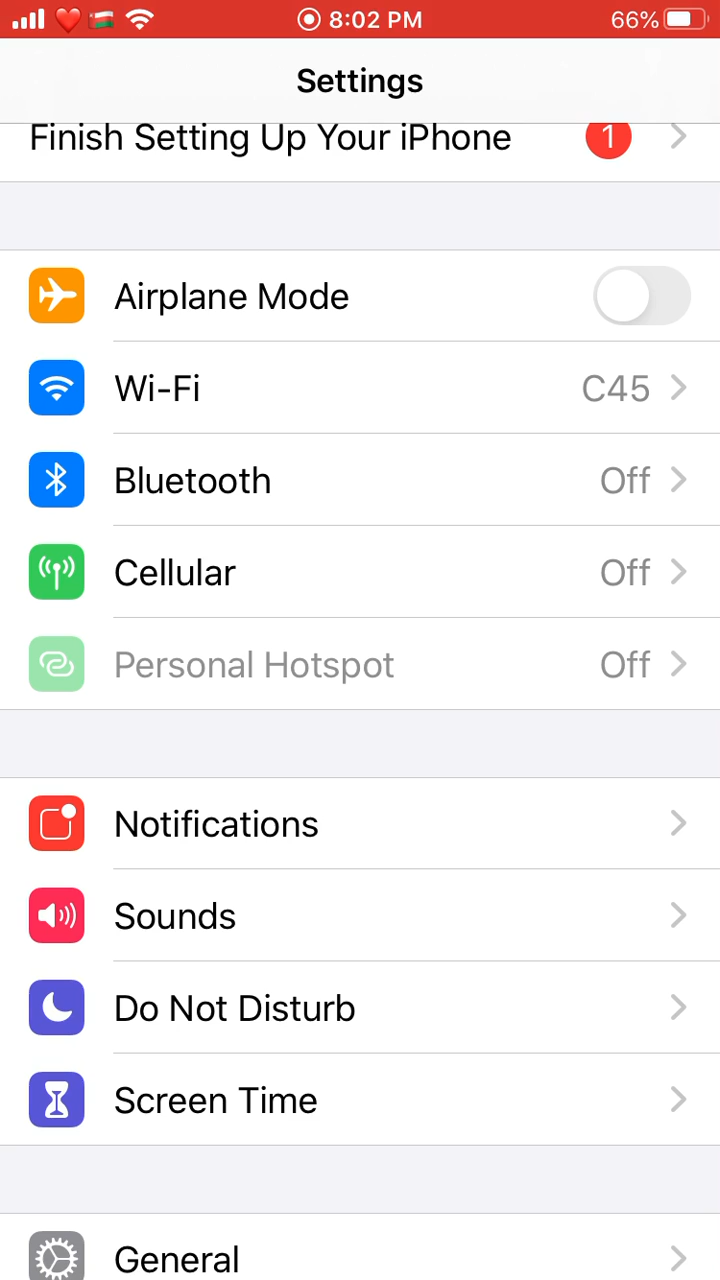 8:02 PM 66%
Settings
Finish Setting Up Your iPhone 1
Airplane Mode
Wi-Fi C45
Bluetooth Off
Cellular Off
Personal Hotspot Off
Notifications
Sounds
Do Not Disturb
Screen Time
General